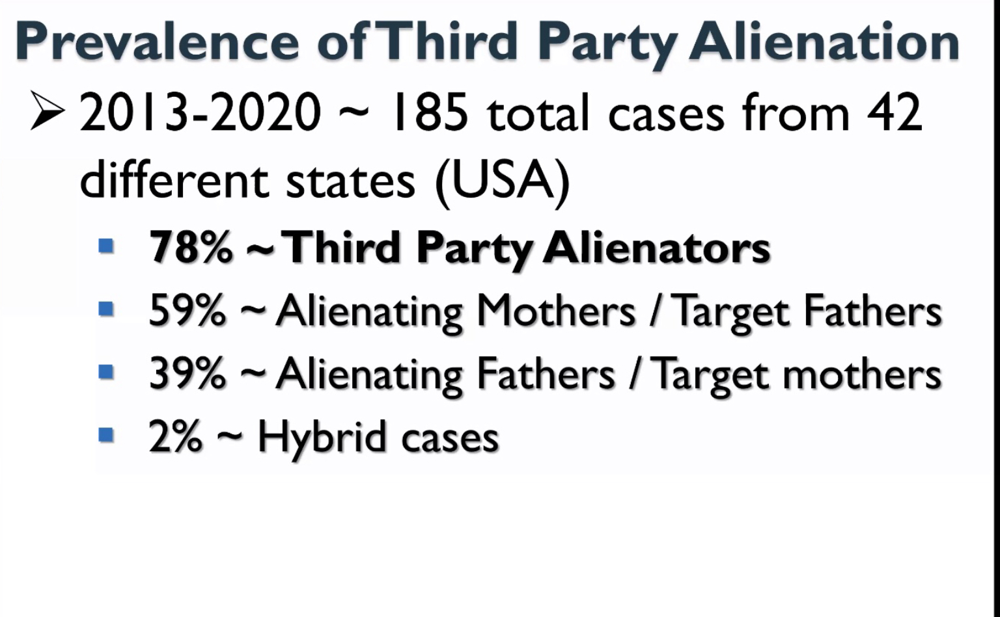 Prevalence of Third Party Alienation
2013-2020 ~ 185 total cases from 42
different states (USA)
78% ~ Third Party Alienators
59% ~ Alienating Mothers / Target Fathers
39% ~ Alienating Fathers / Target mothers
2% ~ Hybrid cases